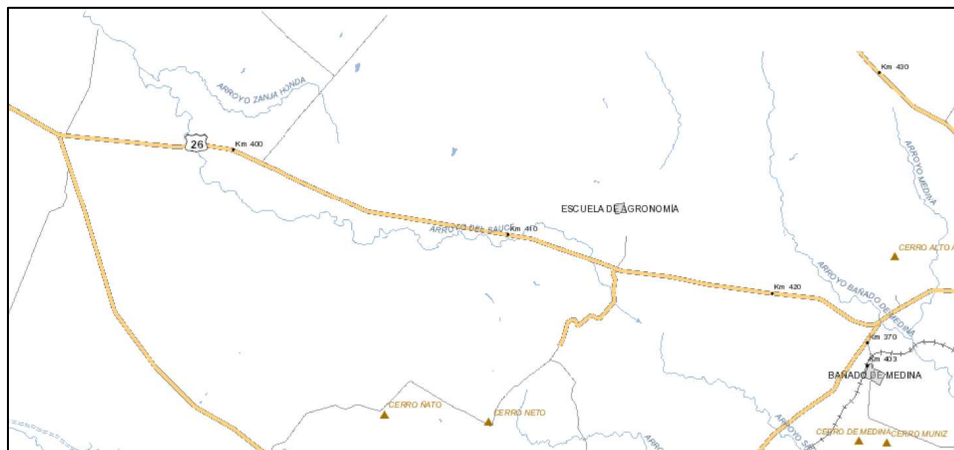 Km 430
ARROYO ZANJA HONDA
26
Km 400
ARROYO MEDINA
ESCUELA DE AGRONOMÍA
ARROYO DEL SAUCE
Km 410
CERRO ALTO
ARROYO BAÑADO DE MEDINA
Km 420
Km 370
Km 403
BAÑADO DE MEDINA
CERRO ÑATO
CERRO NETO
ARROYO
CERRO DE MEDINA
CERRO MUNIZ